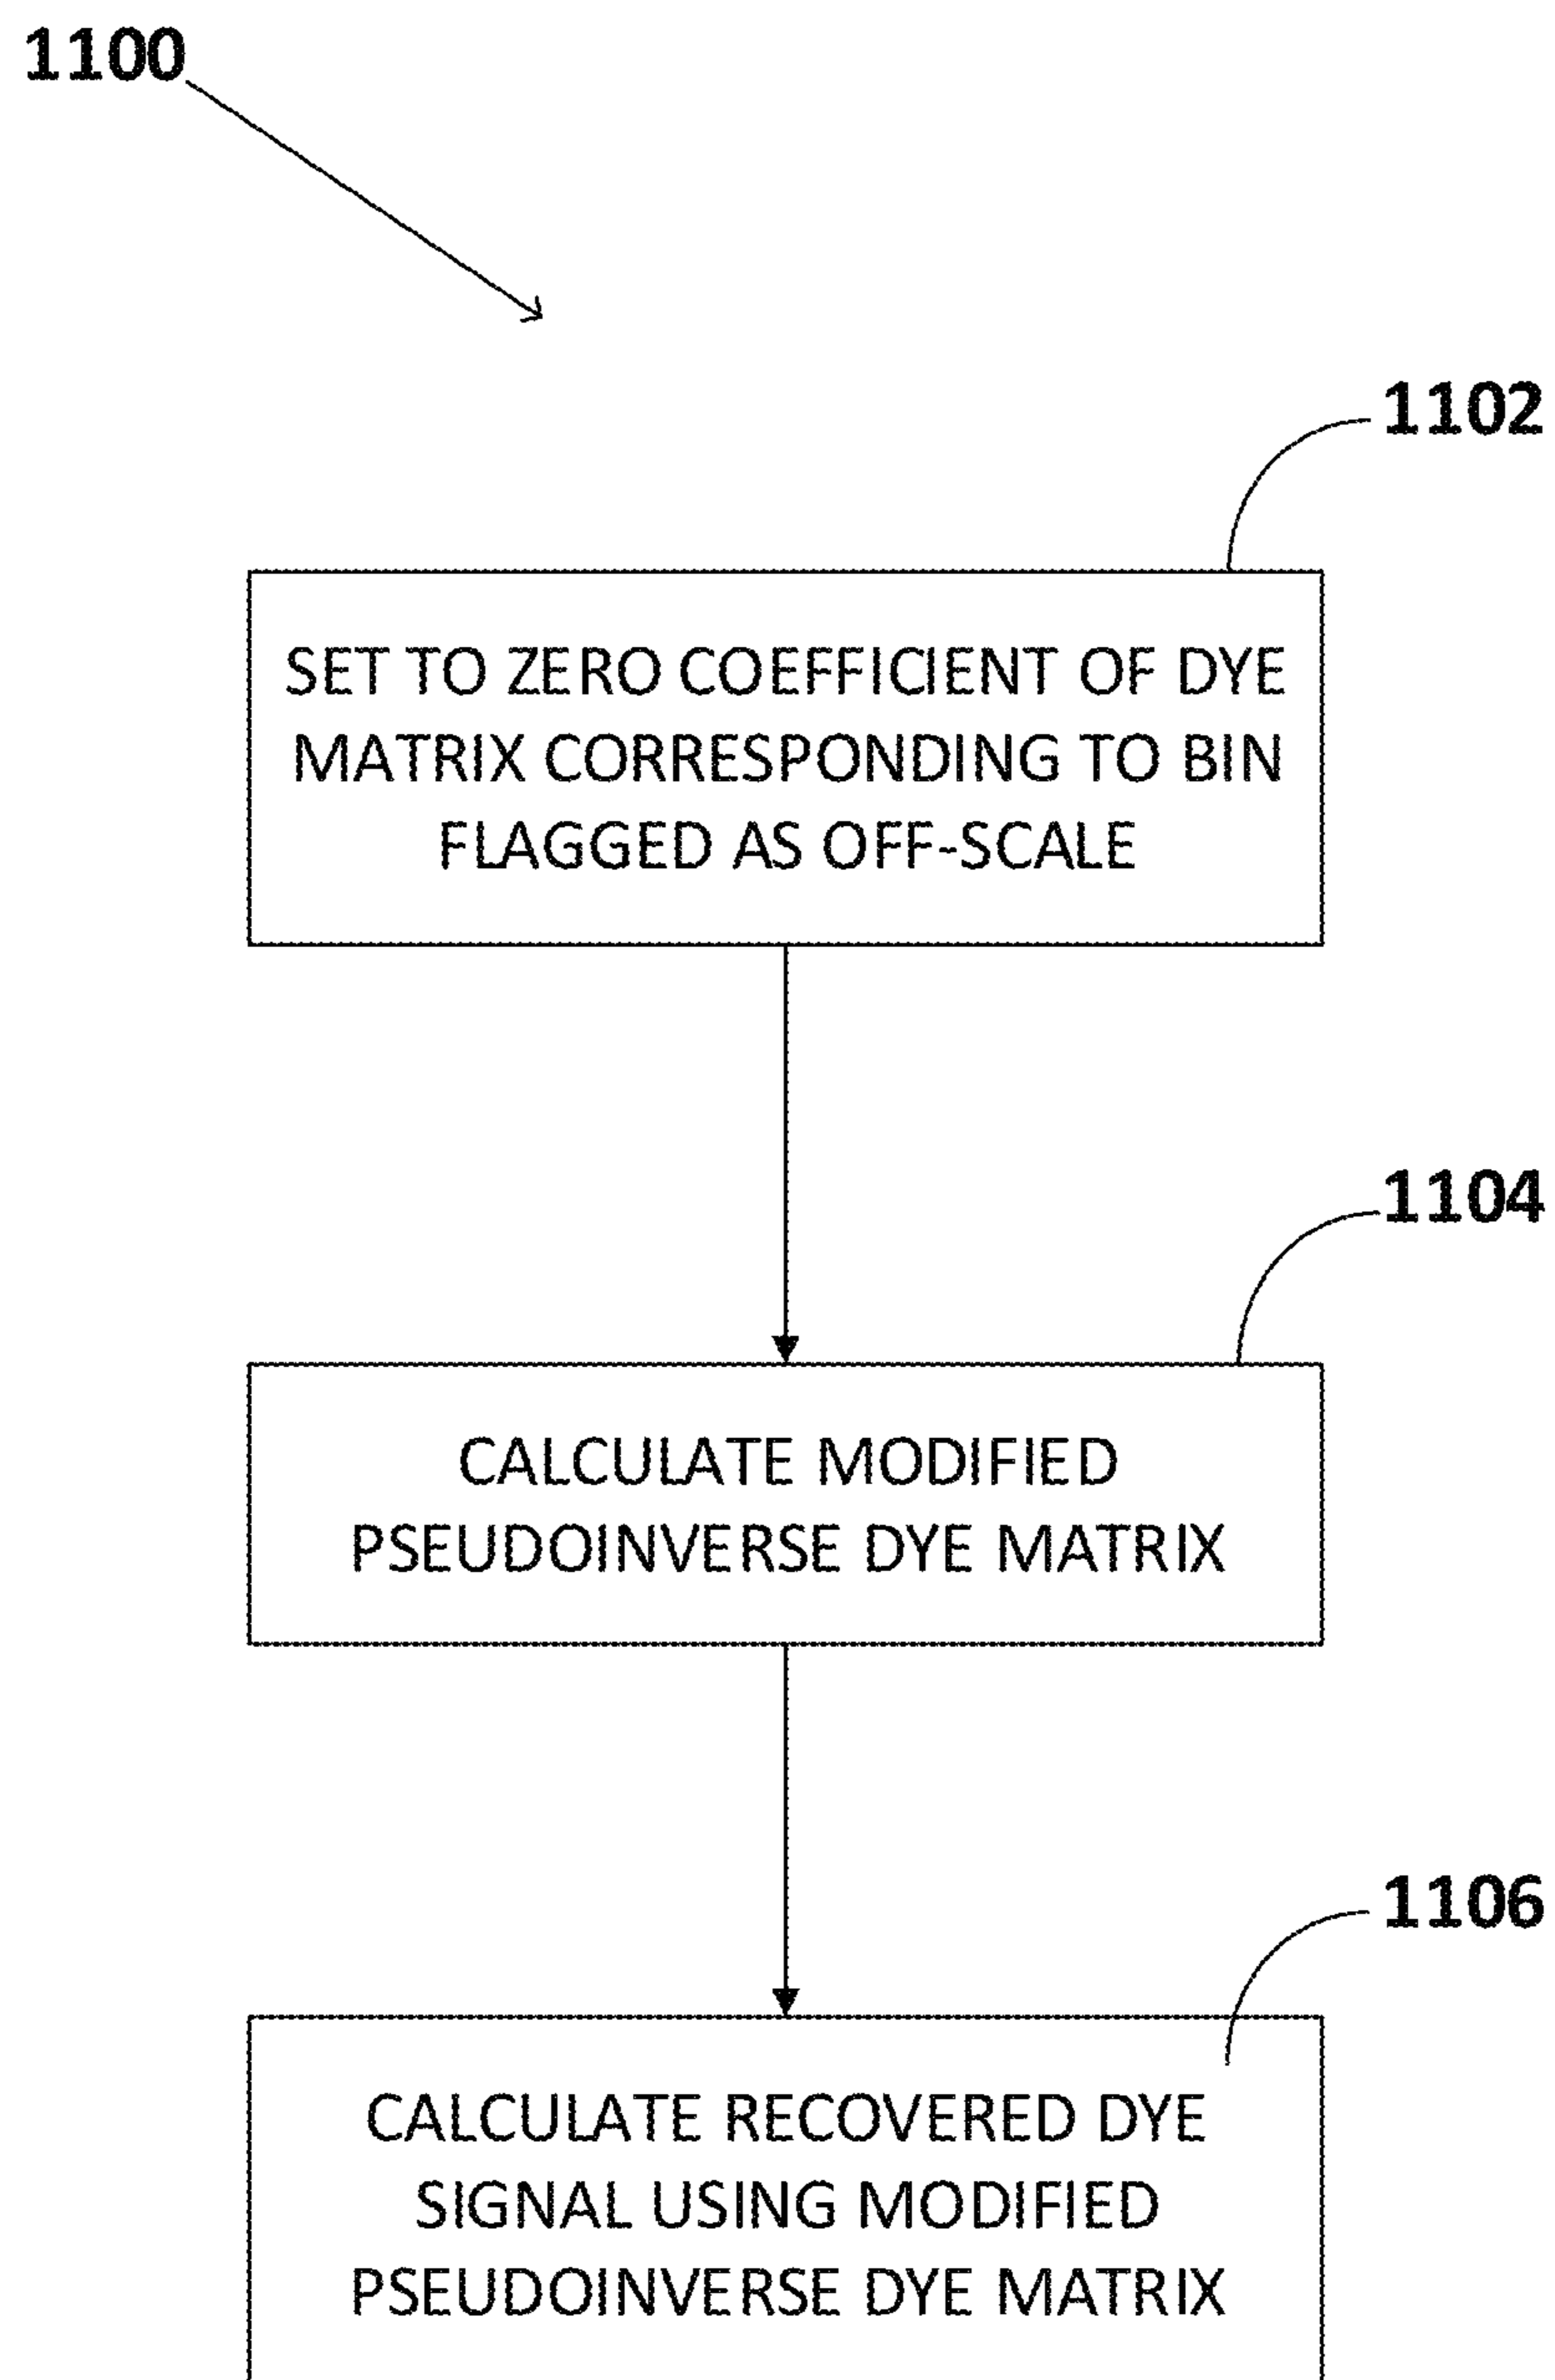 1100
1102
SET TO ZERO COEFFICIENT OF DYE
MATRIX CORRESPONDING TO BIN
FLAGGED AS OFF-SCALE
1104
CALCULATE MODIFIED
PSEUDOINVERSE DYE MATRIX
1106
CALCULATE RECOVERED DYE
SIGNAL USING MODIFIED
PSEUDOINVERSE DYE MATRIX